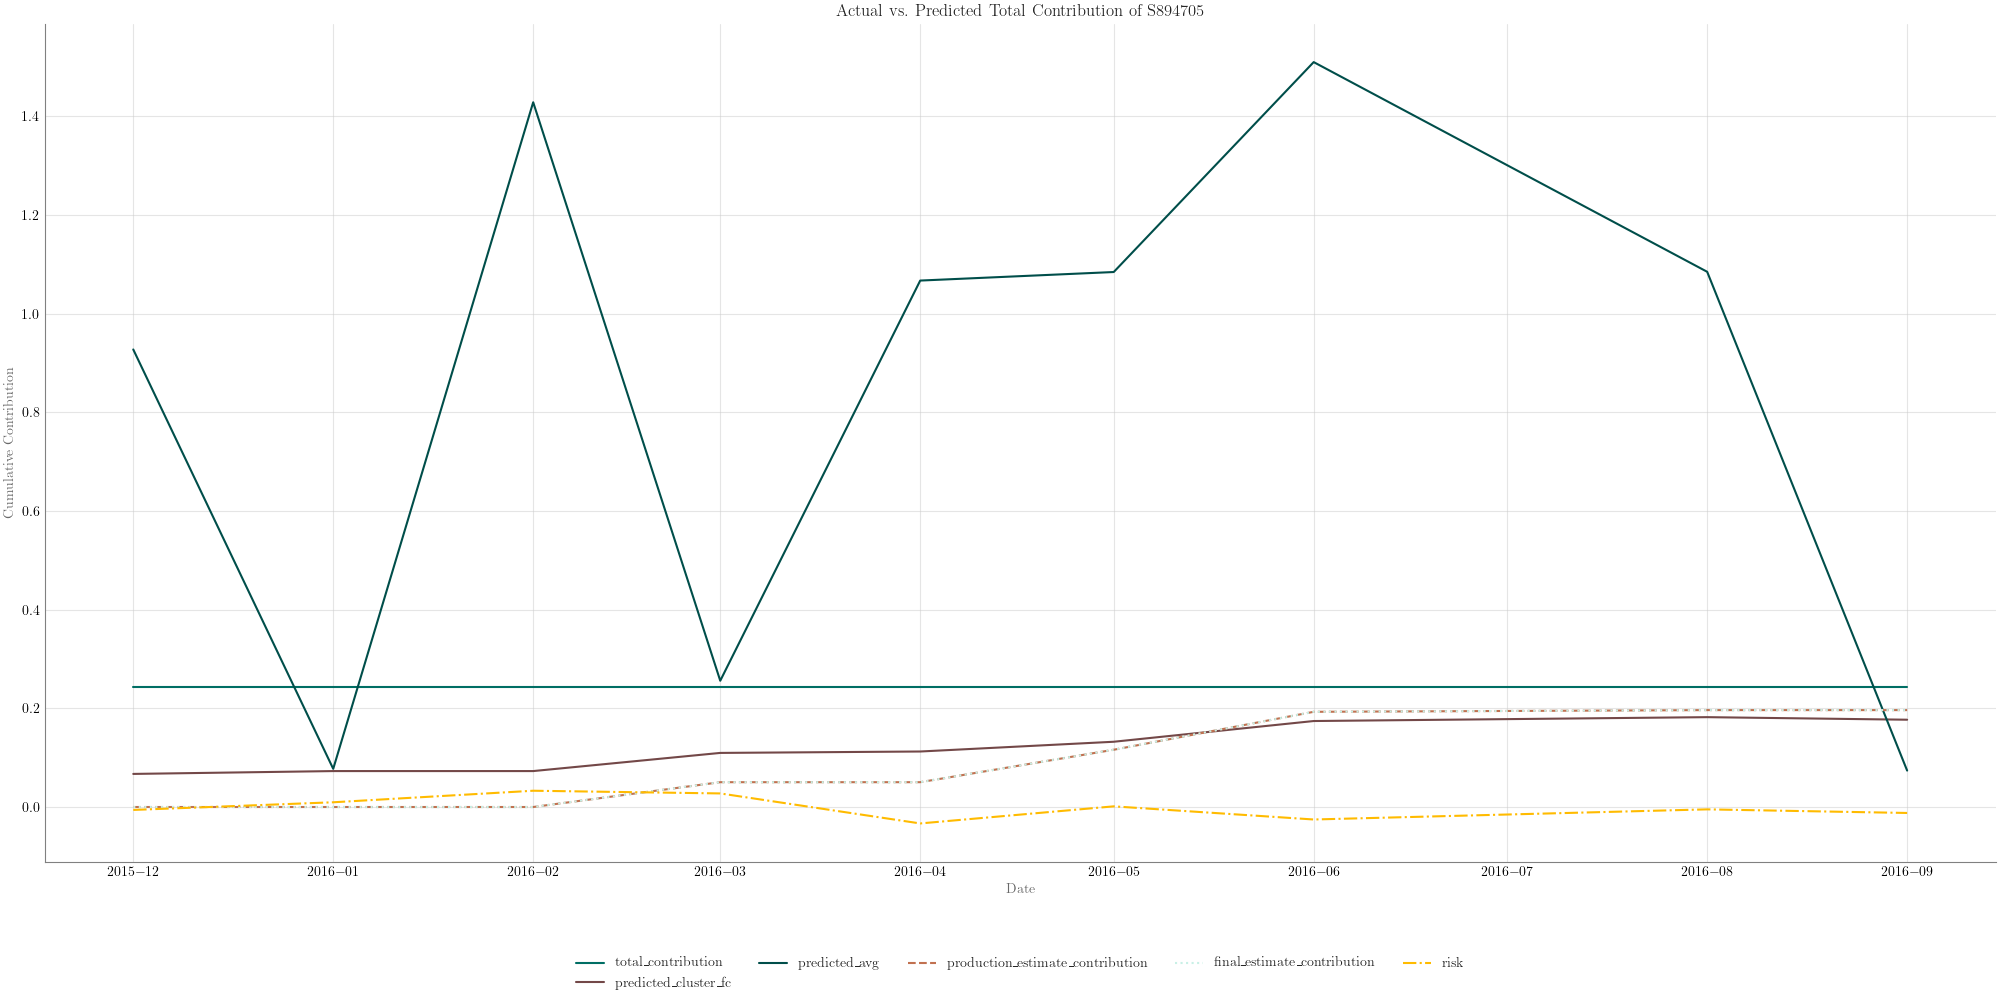 Actual vs. Predicted Total Contribution of S894705
Cumulative Contribution
1.4
1.2
1.0
0.8
0.6
0.4
0.2
0.0
2015−12 2016−01 2016−02 2016−03 2016−04 2016−05 2016−06 2016−07 2016−08 2016−09
Date
total_contribution predicted_avg production_estimate_contribution final_estimate_contribution risk
predicted_cluster_fc